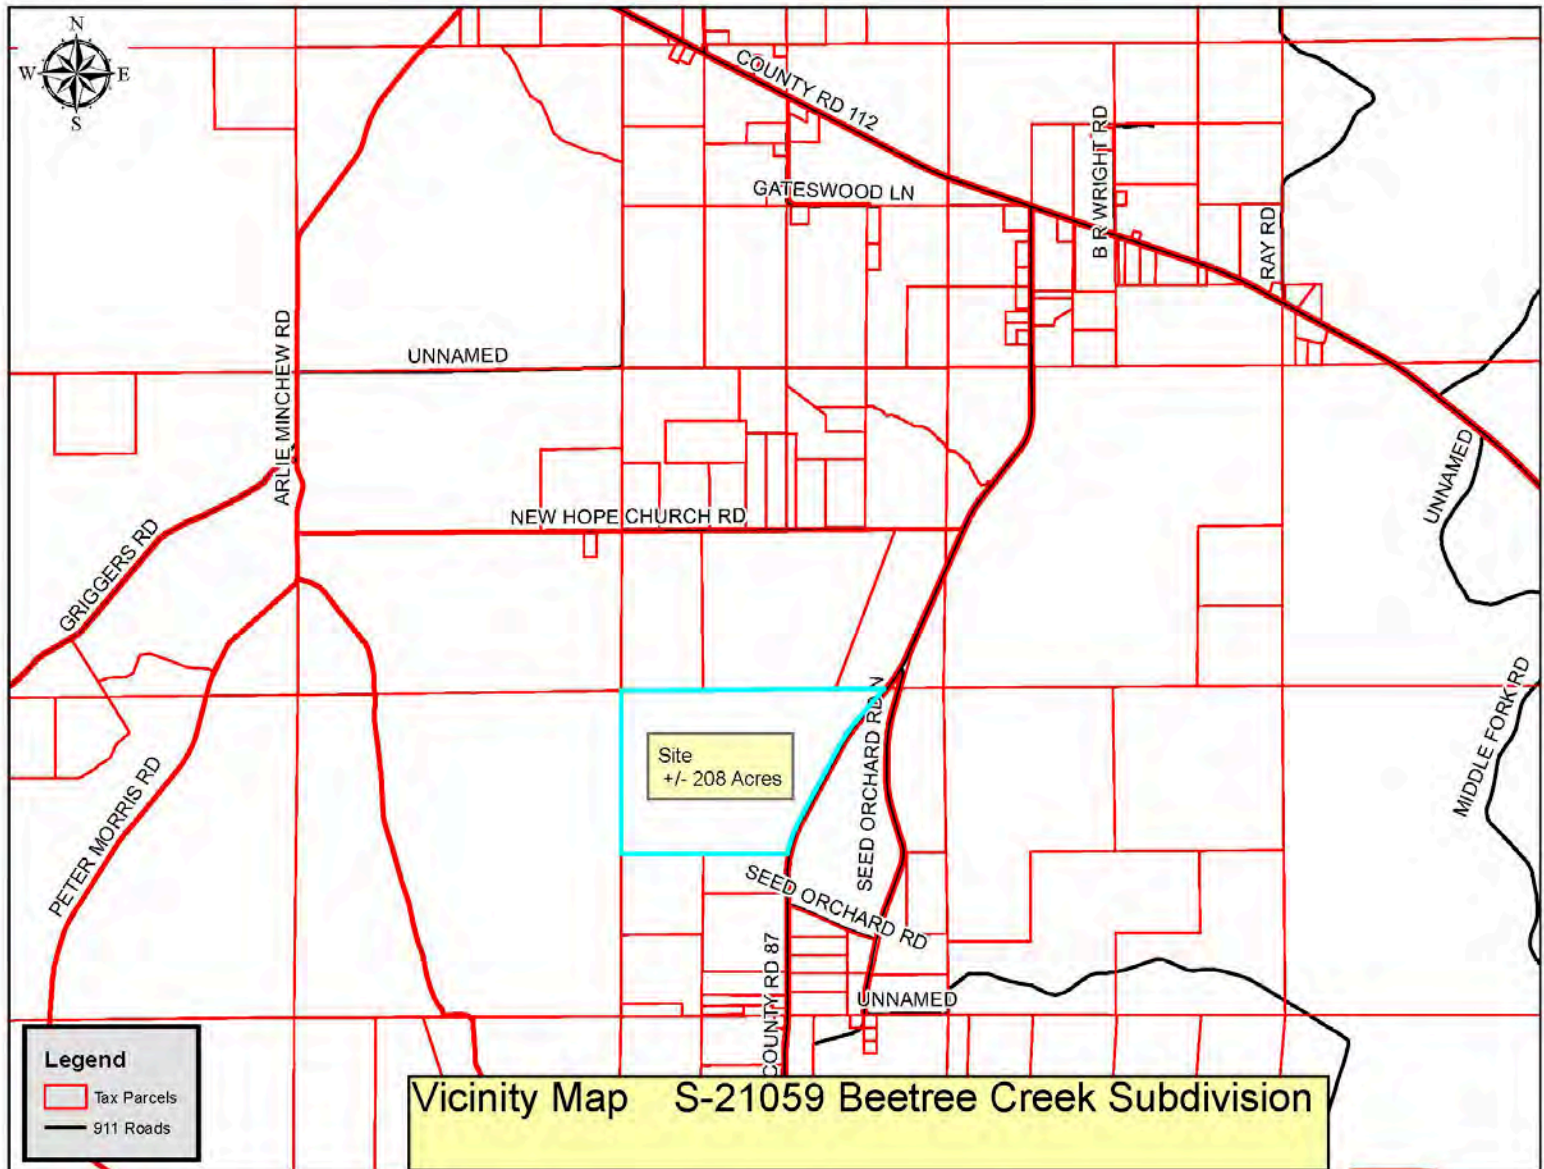 N
W E
S
COUNTY RD 112
GATESWOOD LN
B R WRIGHT RD
RAY RD
UNNAMED
ARLIE MINCHEW RD
UNNAMED
NEW HOPE CHURCH RD
GRIGGERS RD
SEED ORCHARD RD N
MIDDLE FORK RD
Site
+/- 208 Acres
PETER MORRIS RD
SEED ORCHARD RD
COUNTY RD 87
UNNAMED
Legend
Tax Parcels
911 Roads
Vicinity Map S-21059 Beetree Creek Subdivision